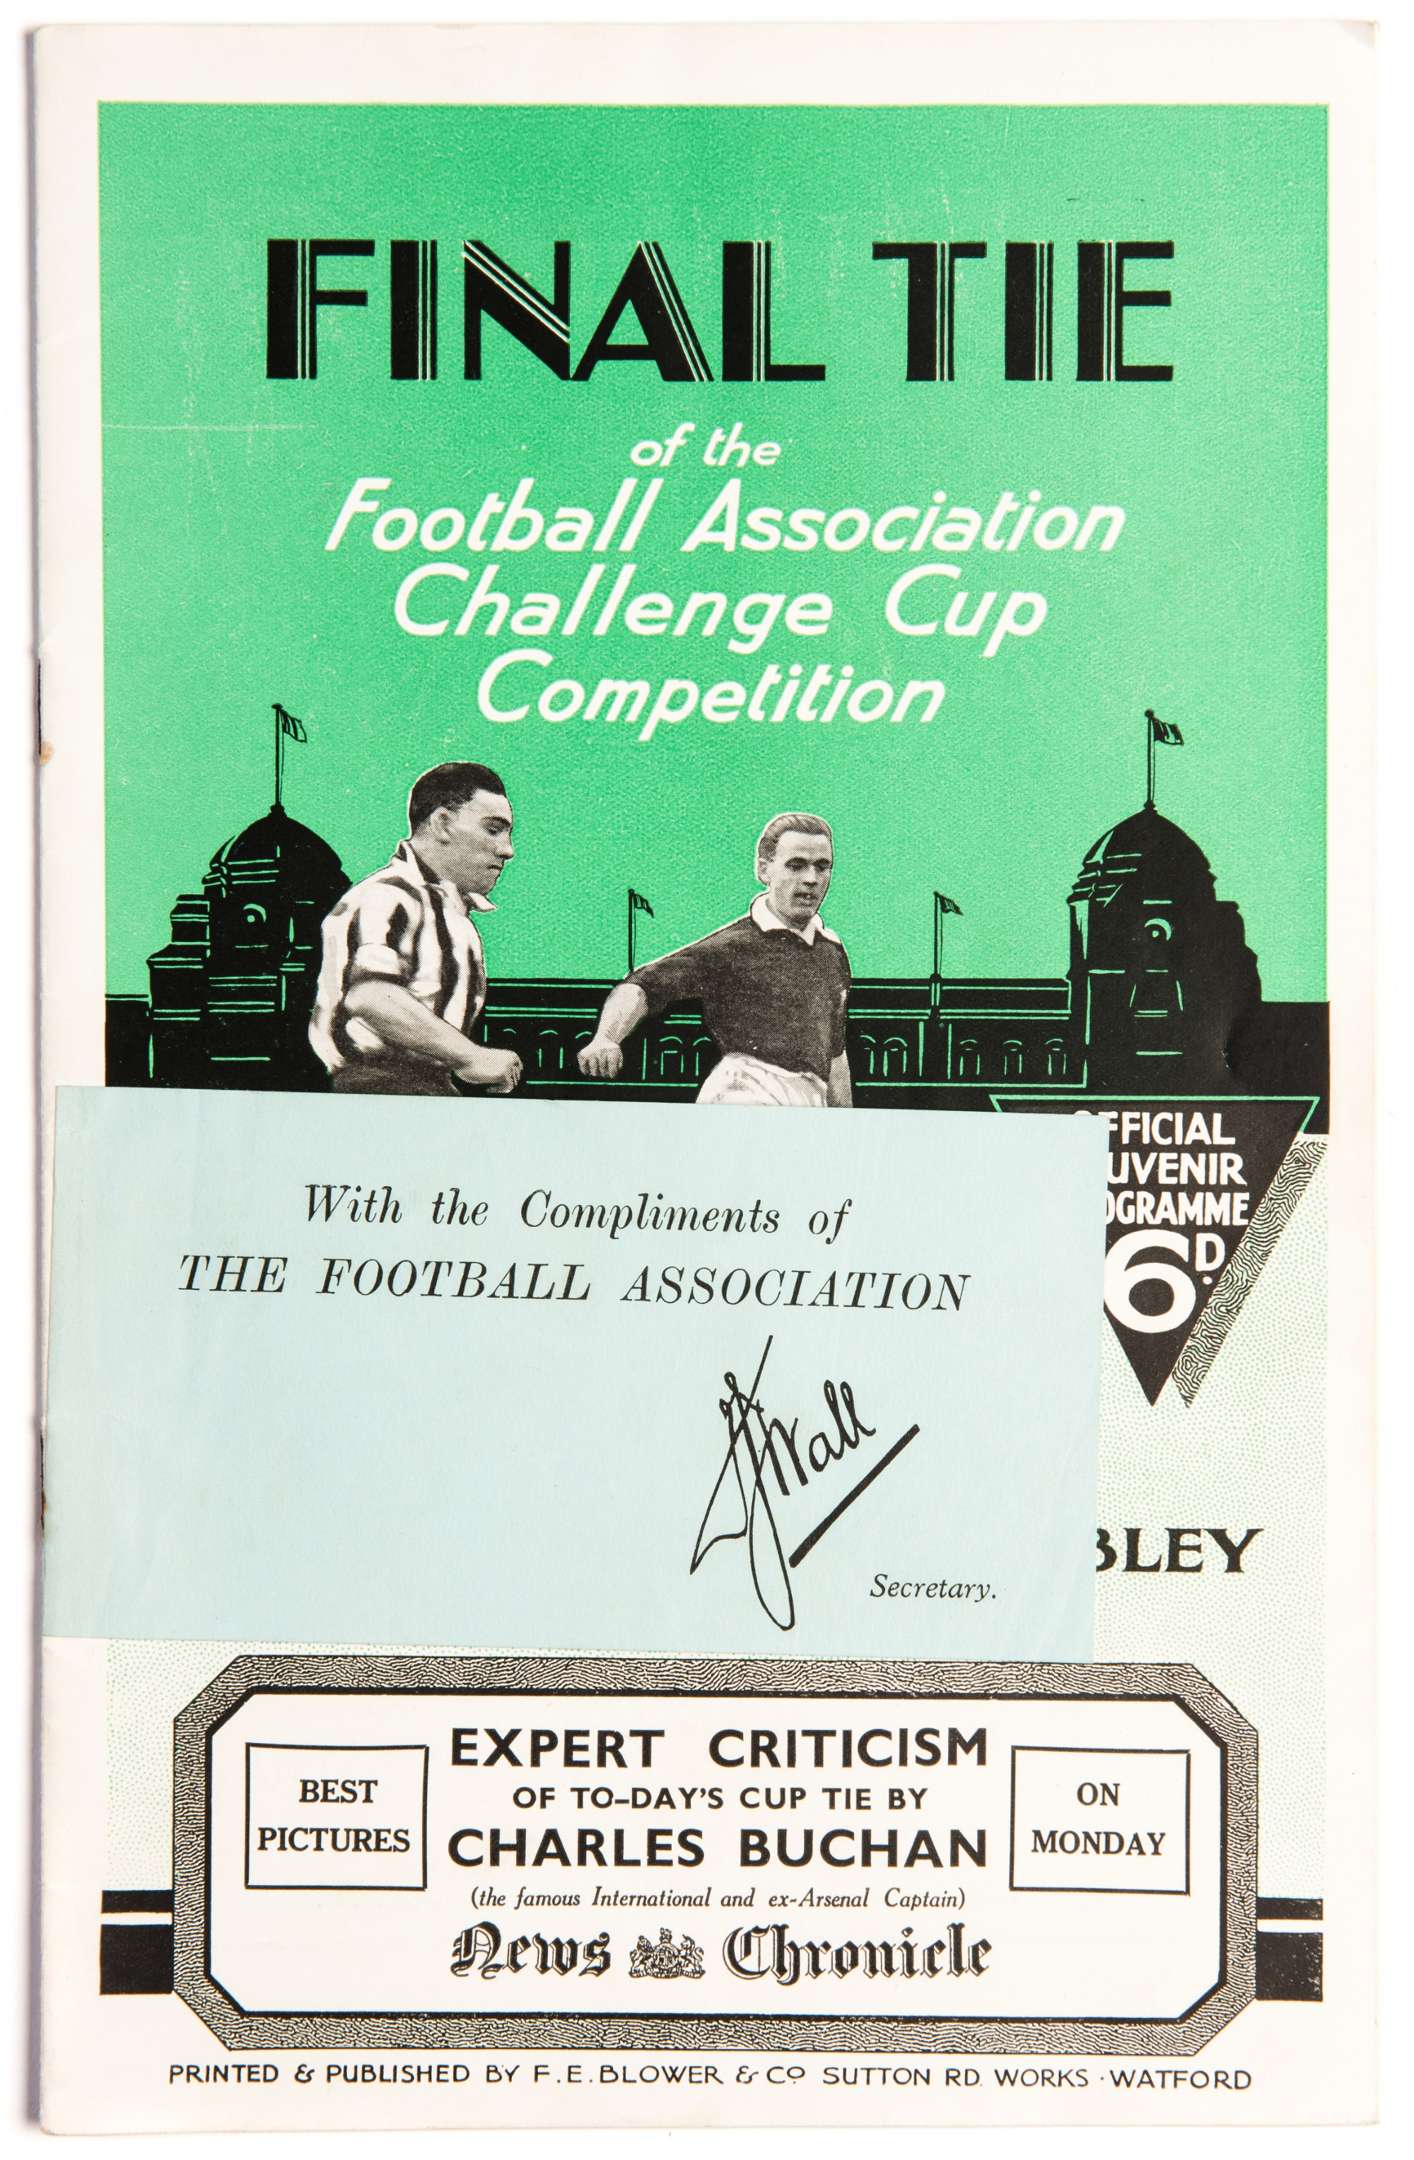 FINAL TIE
of the
Football Association
Challenge Cup
Competition
FFICIAL
UVENIR
OGRAMME
6D.
With the Compliments of
THE FOOTBALL ASSOCIATION
FJWall
Secretary.
BLEY
BEST
PICTURES
EXPERT CRITICISM
OF TO-DAY'S CUP TIE BY
CHARLES BUCHAN
(the famous International and ex-Arsenal Captain)
News Chronicle
ON
MONDAY
PRINTED & PUBLISHED BY F.E. BLOWER & CO SUTTON RD. WORKS · WATFORD